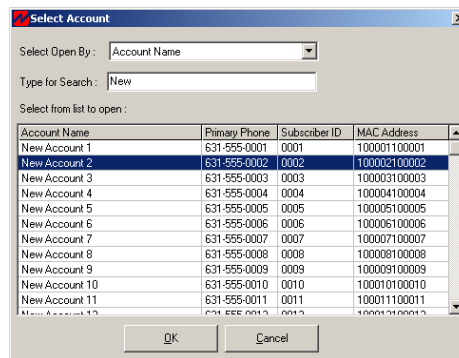 Select Account
Select Open By : Account Name
Type for Search : New
Select from list to open :
Account Name Primary Phone Subscriber ID MAC Address
New Account 1 631-555-0001 0001 100001100001
New Account 2 631-555-0002 0002 100002100002
New Account 3 631-555-0003 0003 100003100003
New Account 4 631-555-0004 0004 100004100004
New Account 5 631-555-0005 0005 100005100005
New Account 6 631-555-0006 0006 100006100006
New Account 7 631-555-0007 0007 100007100007
New Account 8 631-555-0008 0008 100008100008
New Account 9 631-555-0009 0009 100009100009
New Account 10 631-555-0010 0010 100010100010
New Account 11 631-555-0011 0011 100011100011
OK Cancel